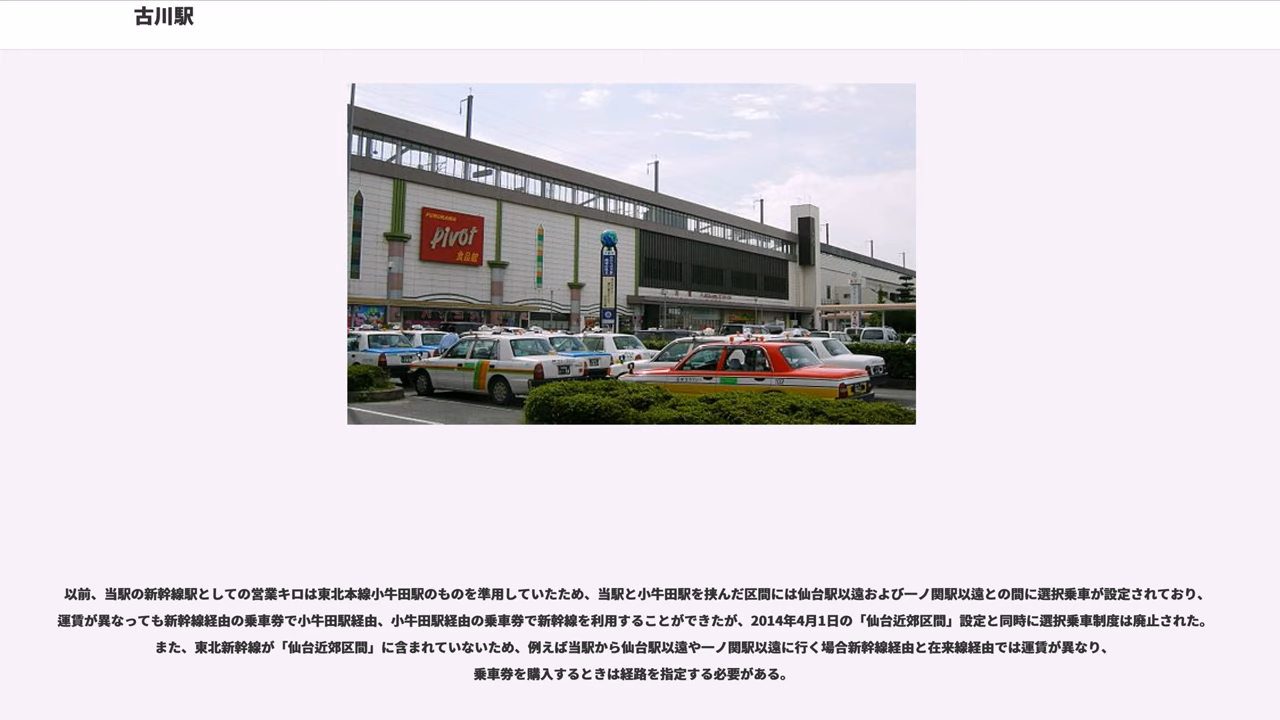 古川駅
FURUKAWA
Pivot
食品館
以前、当駅の新幹線駅としての営業キロは東北本線小牛田駅のものを準用していたため、当駅と小牛田駅を挟んだ区間には仙台駅以遠および一ノ関駅以遠との間に選択乗車が設定されており、
運賃が異なっても新幹線経由の乗車券で小牛田駅経由、小牛田駅経由の乗車券で新幹線を利用することができたが、2014年4月1日の「仙台近郊区間」設定と同時に選択乗車制度は廃止された。
また、東北新幹線が「仙台近郊区間」に含まれていないため、例えば当駅から仙台駅以遠や一ノ関駅以遠に行く場合新幹線経由と在来線経由では運賃が異なり、
乗車券を購入するときは経路を指定する必要がある。